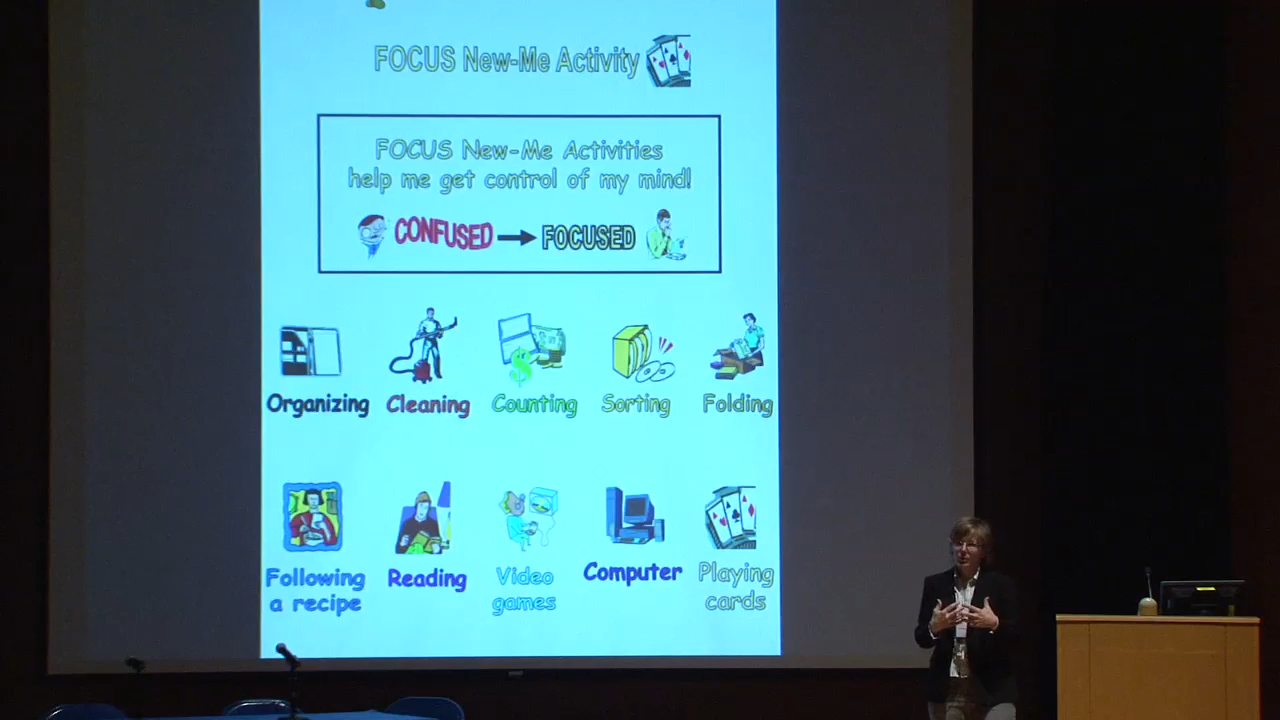 FOCUS New-Me Activity
FOCUS New-Me Activities
help me get control of my mind!
CONFUSED FOCUSED
Organizing Cleaning Counting Sorting Folding
Following a recipe
Reading
Video games
Computer
Playing cards